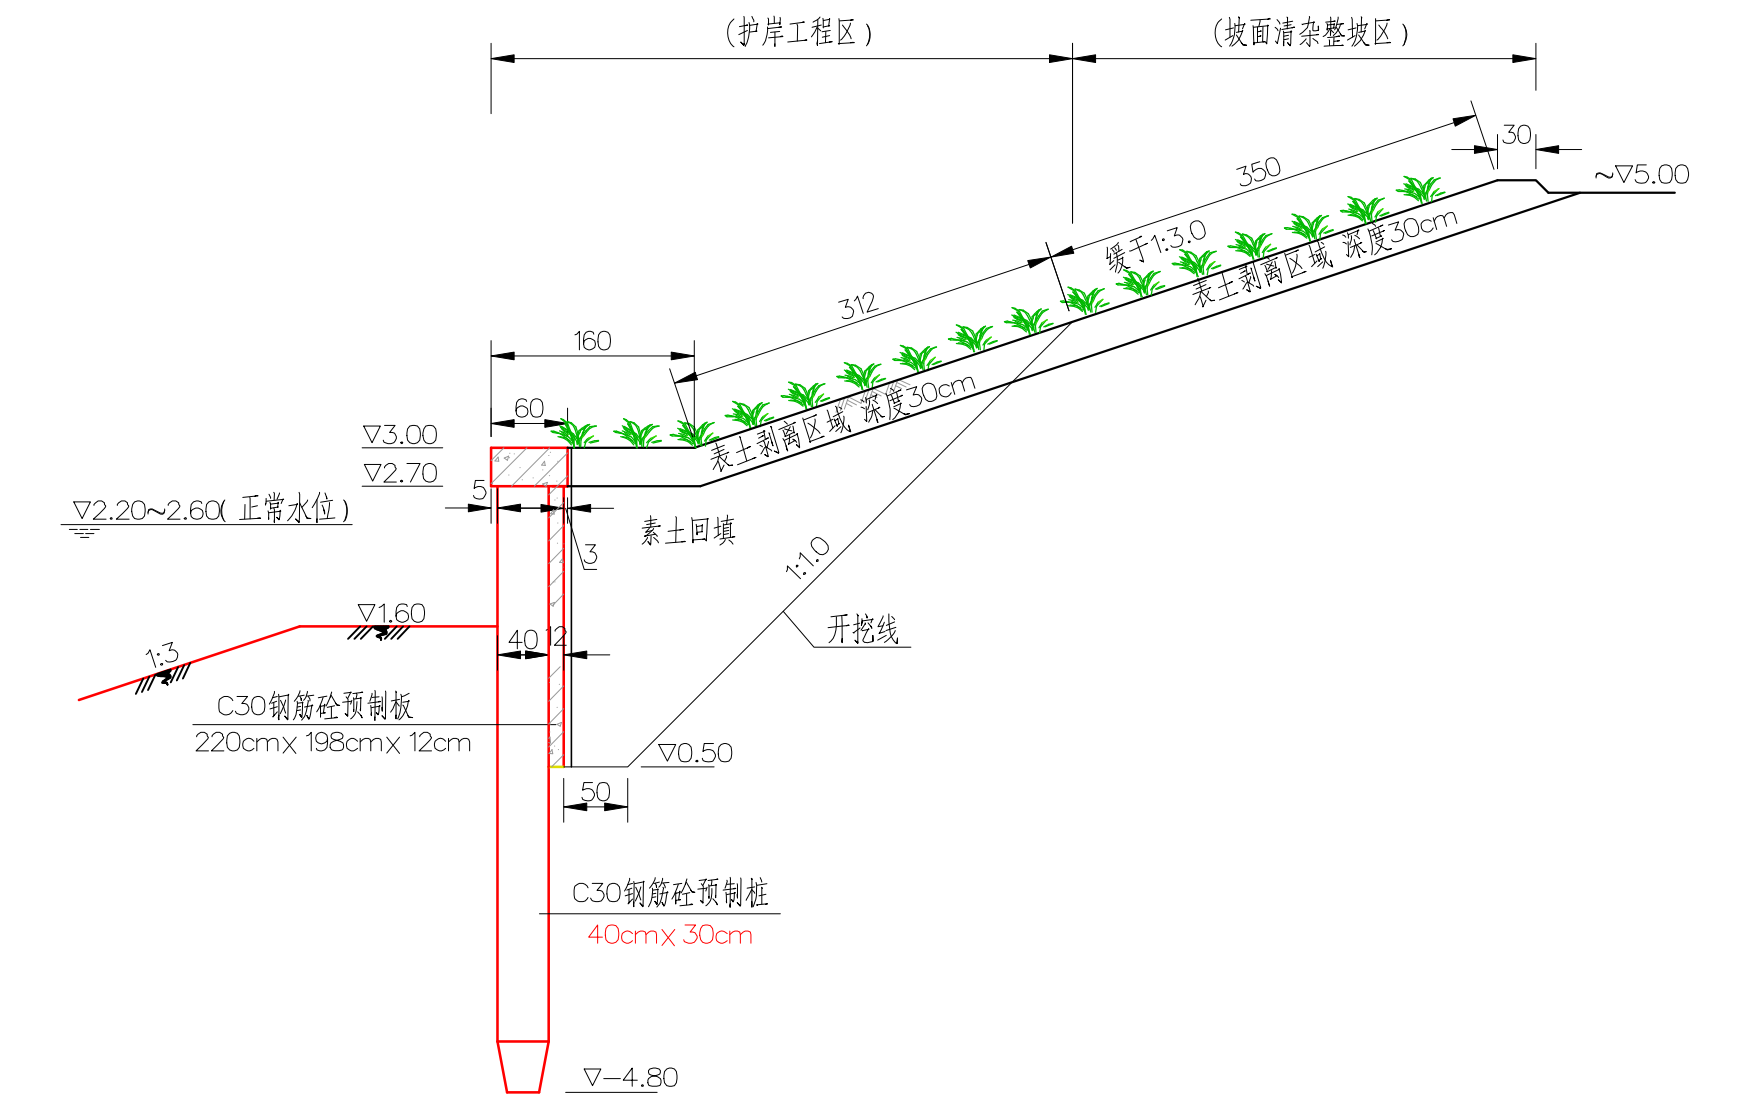 (护岸工程区)
(坡面清杂整坡区)
30
350
~▽5.00
缓于1:3.0
表土剥离区域 深度30cm
312
160
60
表土剥离区域 深度30cm
▽3.00
▽2.70
5
▽2.20~2.60(正常水位)
素土回填
3
1:1.0
▽1.60
开挖线
40
12
1:3
C30钢筋砼预制板
220cmx 198cmx 12cm
▽0.50
50
C30钢筋砼预制桩
40cmx 30cm
▽-4.80